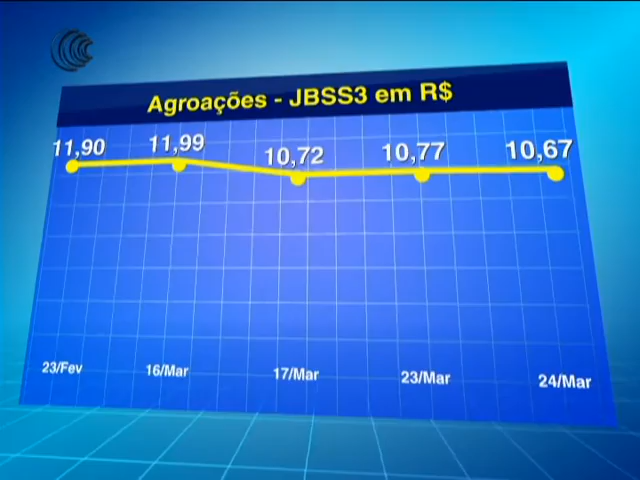 Agroações - JBSS3 em R$
11,90 11,99 10,72 10,77 10,67
23/Fev 16/Mar 17/Mar 23/Mar 24/Mar